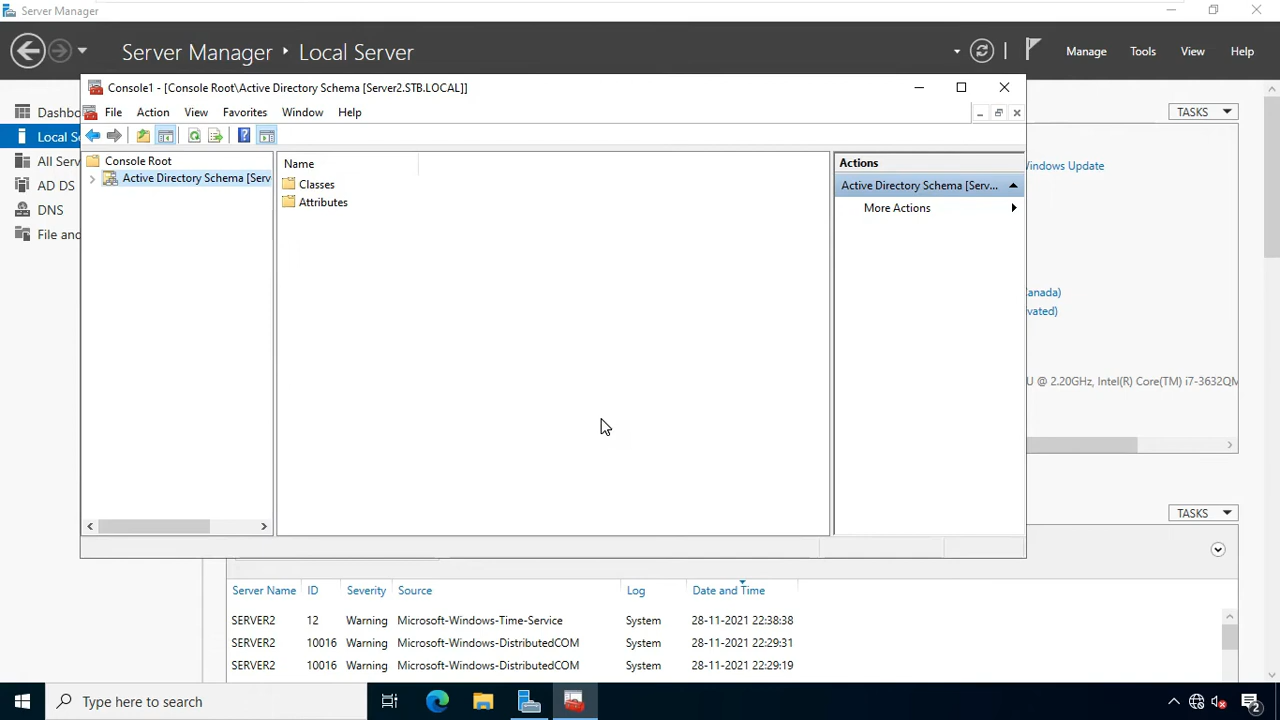 Server Manager
Server Manager ‣ Local Server
Manage Tools View Help
Console1 - [Console Root\Active Directory Schema [Server2.STB.LOCAL]]
File Action View Favorites Window Help
Dashbo
Local Se
All Serv
AD DS
DNS
File and
Console Root
Active Directory Schema [Serv
Name
Classes
Attributes
Actions
Active Directory Schema [Serv...
More Actions
TASKS
indows Update
anada)
vated)
U @ 2.20GHz, Intel(R) Core(TM) i7-3632QM
TASKS
Server Name ID Severity Source Log Date and Time
SERVER2 12 Warning Microsoft-Windows-Time-Service System 28-11-2021 22:38:38
SERVER2 10016 Warning Microsoft-Windows-DistributedCOM System 28-11-2021 22:29:31
SERVER2 10016 Warning Microsoft-Windows-DistributedCOM System 28-11-2021 22:29:19
Type here to search
2